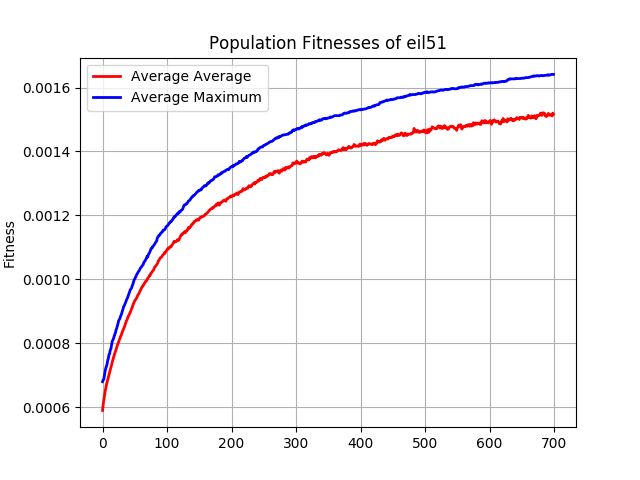 Population Fitnesses of eil51
Average Average
Average Maximum
Fitness
0.0016
0.0014
0.0012
0.0010
0.0008
0.0006
0 100 200 300 400 500 600 700